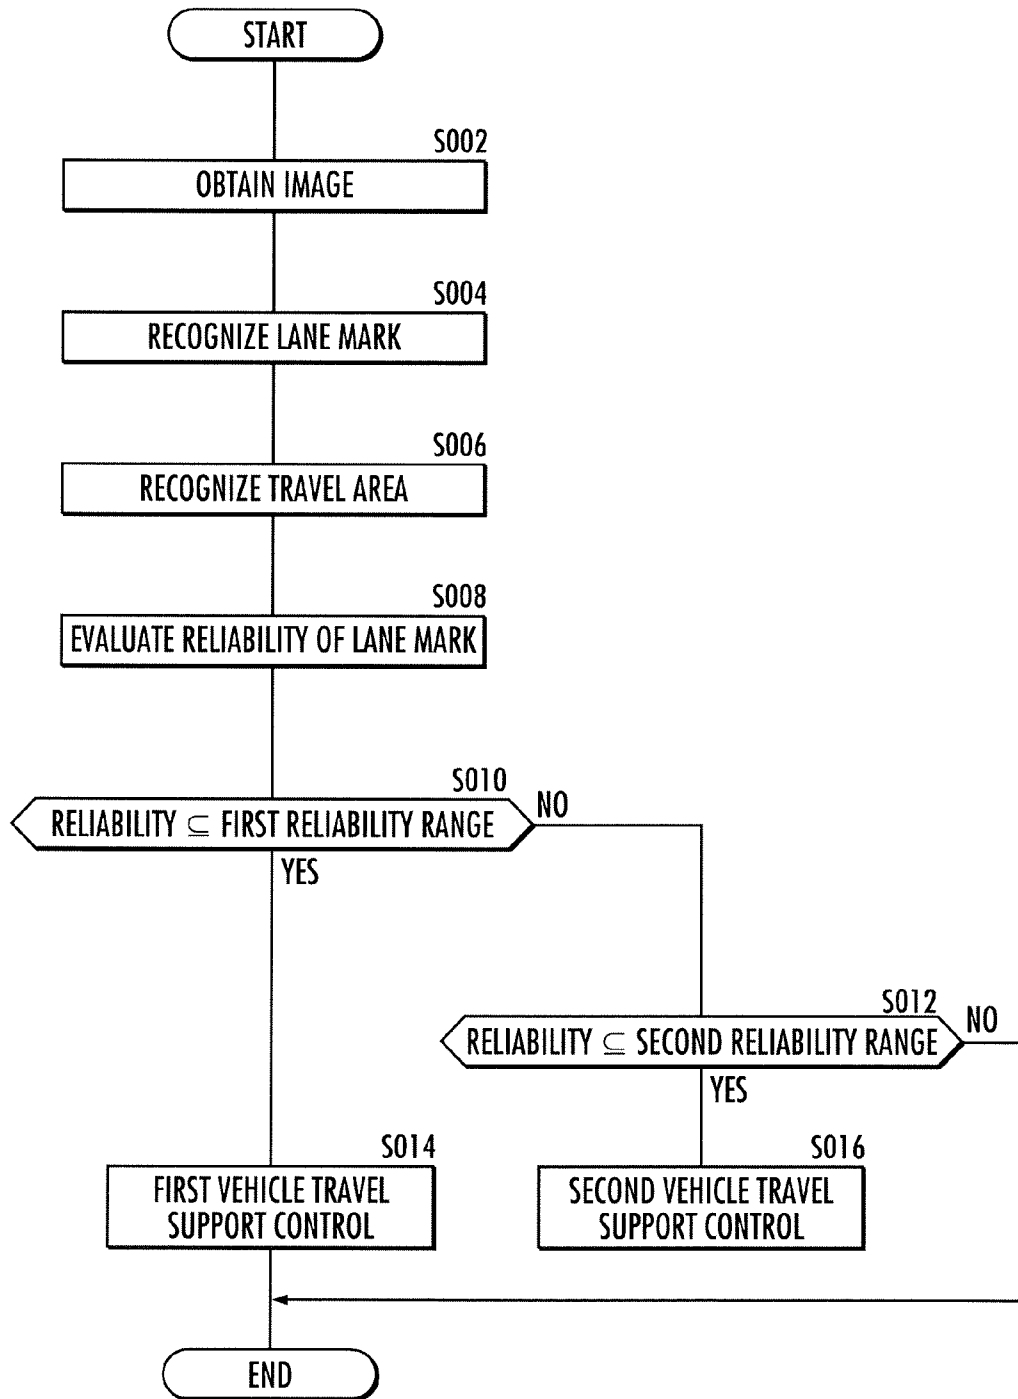 START
S002
OBTAIN IMAGE
S004
RECOGNIZE LANE MARK
S006
RECOGNIZE TRAVEL AREA
S008
EVALUATE RELIABILITY OF LANE MARK
S010
RELIABILITY ⊆ FIRST RELIABILITY RANGE
NO
YES
S012
RELIABILITY ⊆ SECOND RELIABILITY RANGE
NO
YES
S014
FIRST VEHICLE TRAVEL
SUPPORT CONTROL
S016
SECOND VEHICLE TRAVEL
SUPPORT CONTROL
END